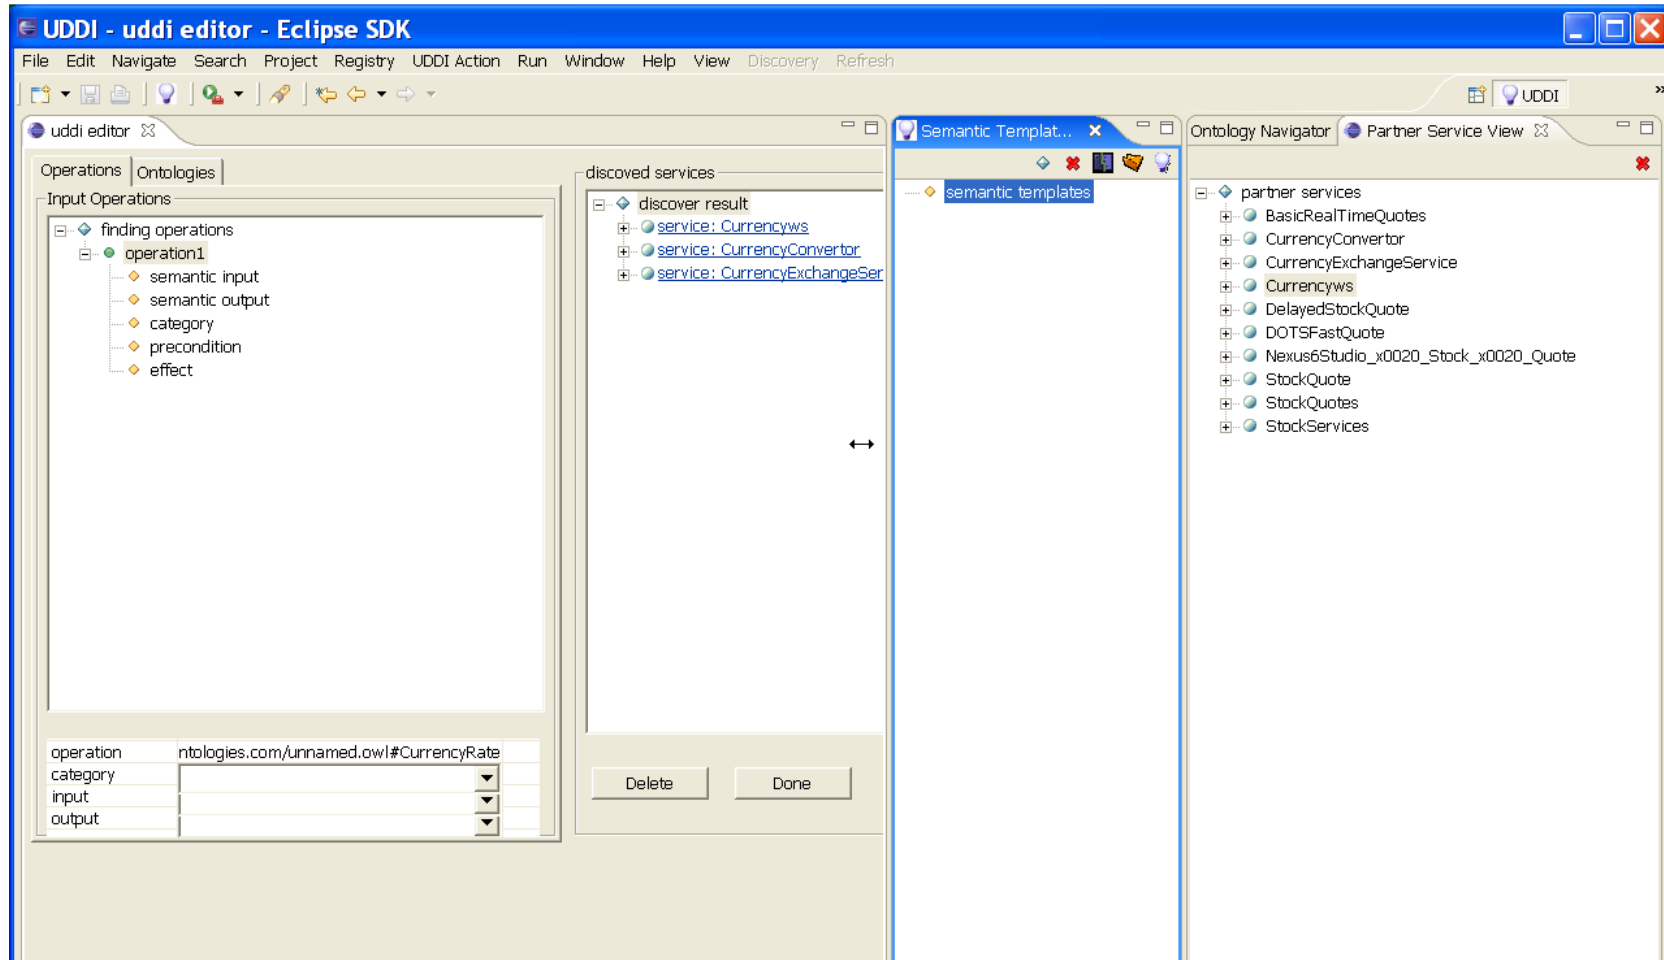 UDDI - uddi editor - Eclipse SDK
File Edit Navigate Search Project Registry UDDI Action Run Window Help View Discovery Refresh
UDDI
uddi editor
Operations Ontologies
Input Operations
finding operations
operation1
semantic input
semantic output
category
precondition
effect
operation ntologies.com/unnamed.owl#CurrencyRate
category
input
output
discoved services
discover result
service: Currencyws
service: CurrencyConvertor
service: CurrencyExchangeSer
Delete Done
Semantic Templat...
semantic templates
Ontology Navigator Partner Service View
partner services
BasicRealTimeQuotes
CurrencyConvertor
CurrencyExchangeService
Currencyws
DelayedStockQuote
DOTSFastQuote
Nexus6Studio_x0020_Stock_x0020_Quote
StockQuote
StockQuotes
StockServices